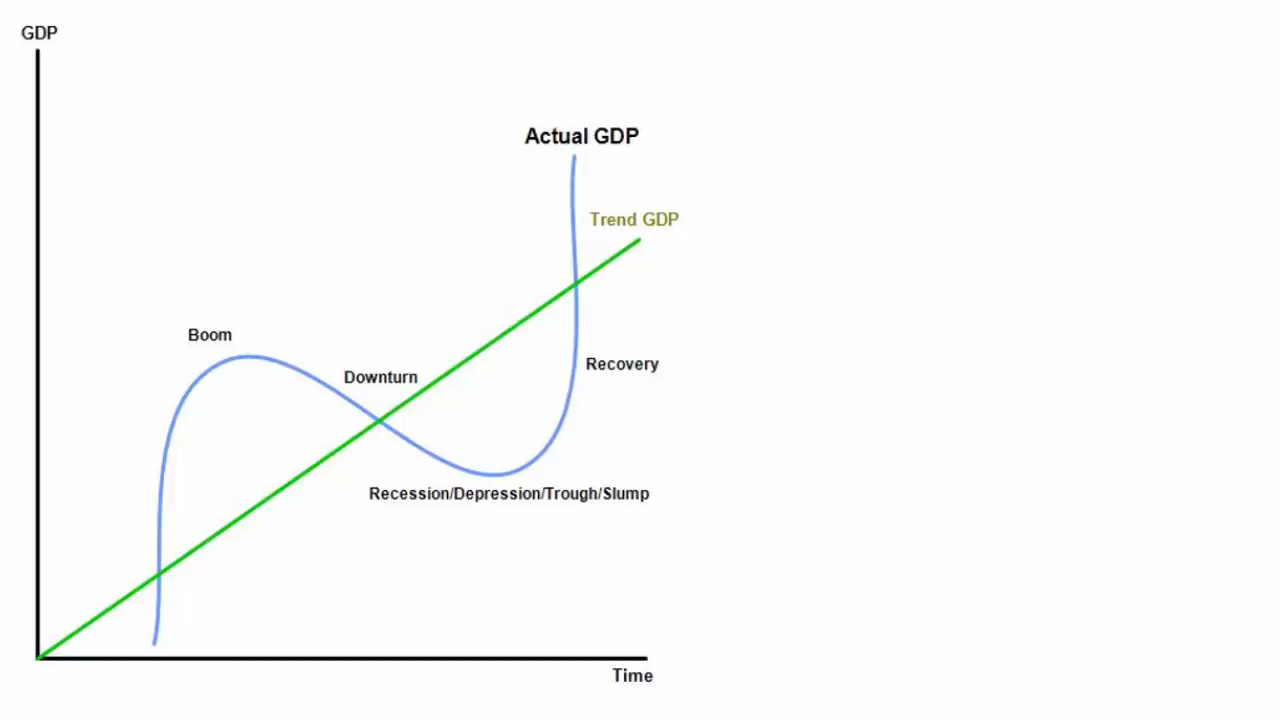 GDP
Actual GDP
Trend GDP
Boom
Recovery
Downturn
Recession/Depression/Trough/Slump
Time